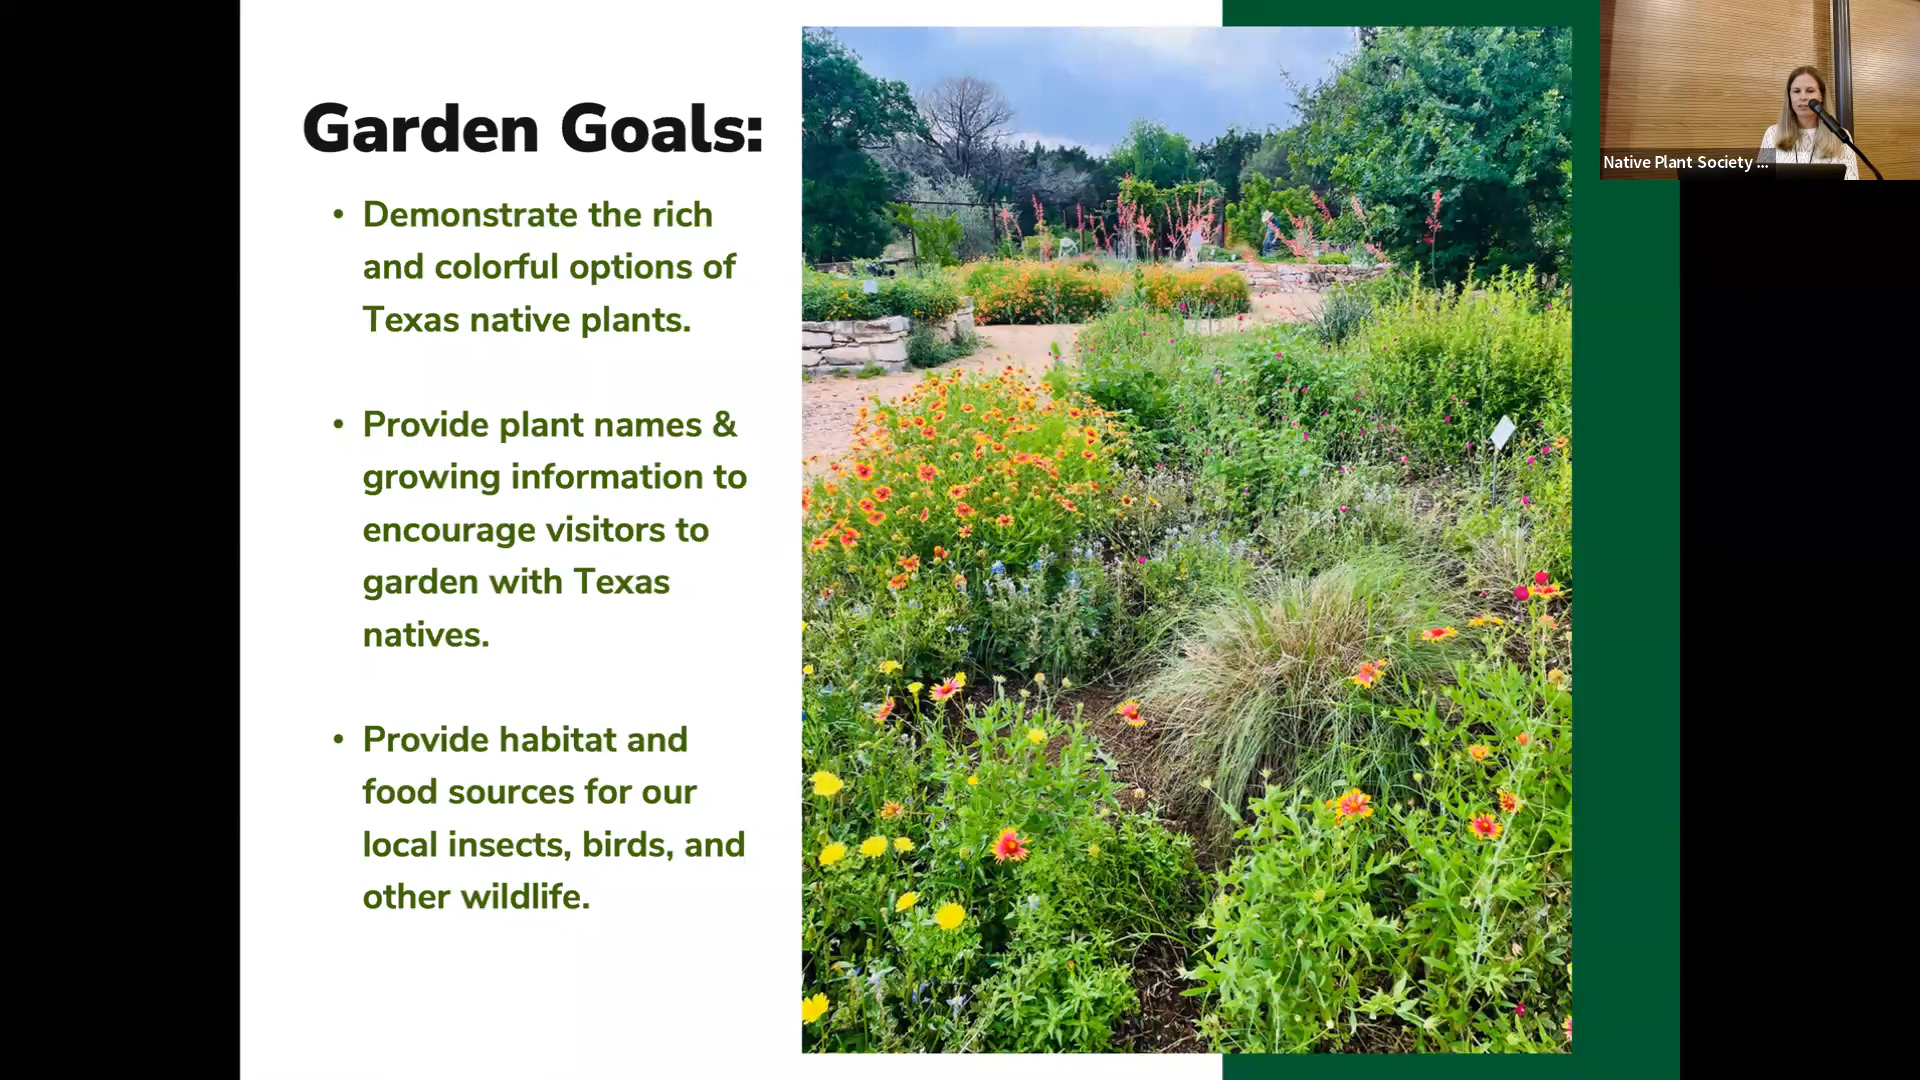 Garden Goals:
• Demonstrate the rich
and colorful options of
Texas native plants.
• Provide plant names &
growing information to
encourage visitors to
garden with Texas
natives.
• Provide habitat and
food sources for our
local insects, birds, and
other wildlife.
Native Plant Society ...